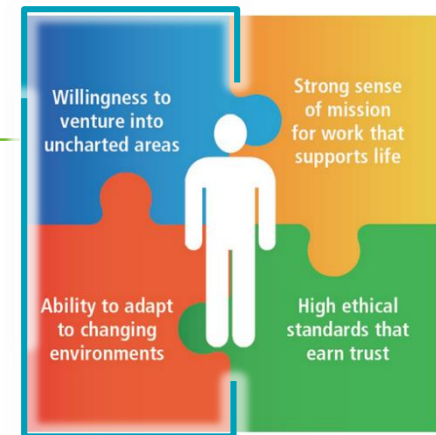 Willingness to
venture into
uncharted areas
Strong sense
of mission
for work that
supports life
Ability to adapt
to changing
environments
High ethical
standards that
earn trust